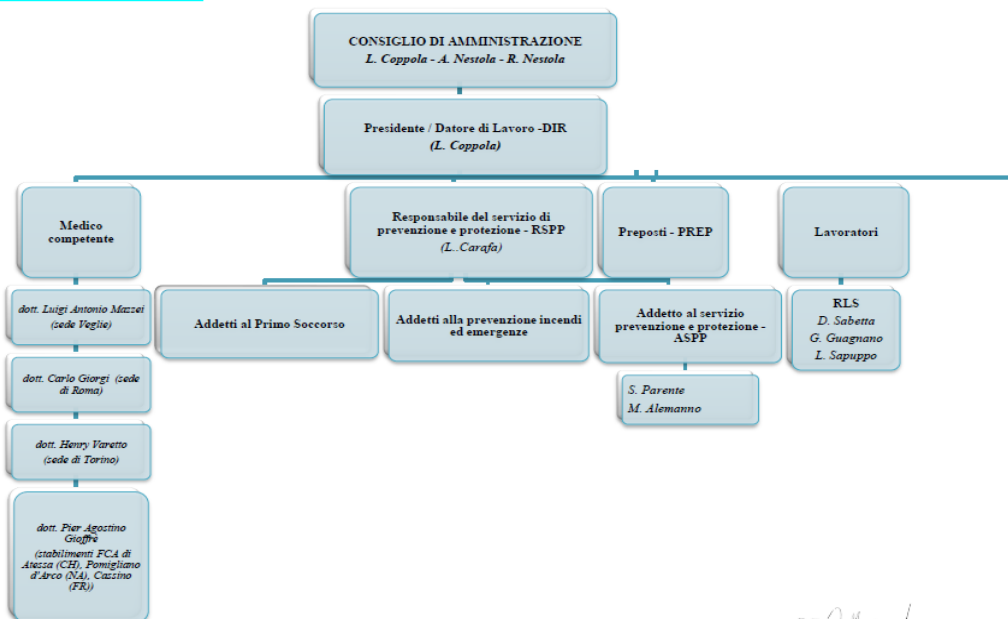 CONSIGLIO DI AMMINISTRAZIONE
L. Coppola - A. Nestola - R. Nestola
Presidente / Datore di Lavoro -DIR
(L. Coppola)
Medico
competente
Responsabile del servizio di
prevenzione e protezione - RSPP
(L..Carafa)
Preposti - PREP
Lavoratori
dott. Luigi Antonio Mazzei
(sede Veglie)
dott. Carlo Giorgi (sede
di Roma)
dott. Henry Varetto
(sede di Torino)
dott. Pier Agostino
Gioffrè
(stabilimenti FCA di
Atessa (CH), Pomigliano
d'Arco (NA), Cassino
(FR))
Addetti al Primo Soccorso
Addetti alla prevenzione incendi
ed emergenze
Addetto al servizio
prevenzione e protezione -
ASPP
S. Parente
M. Alemanno
RLS
D. Sabetta
G. Guagnano
L. Sapuppo